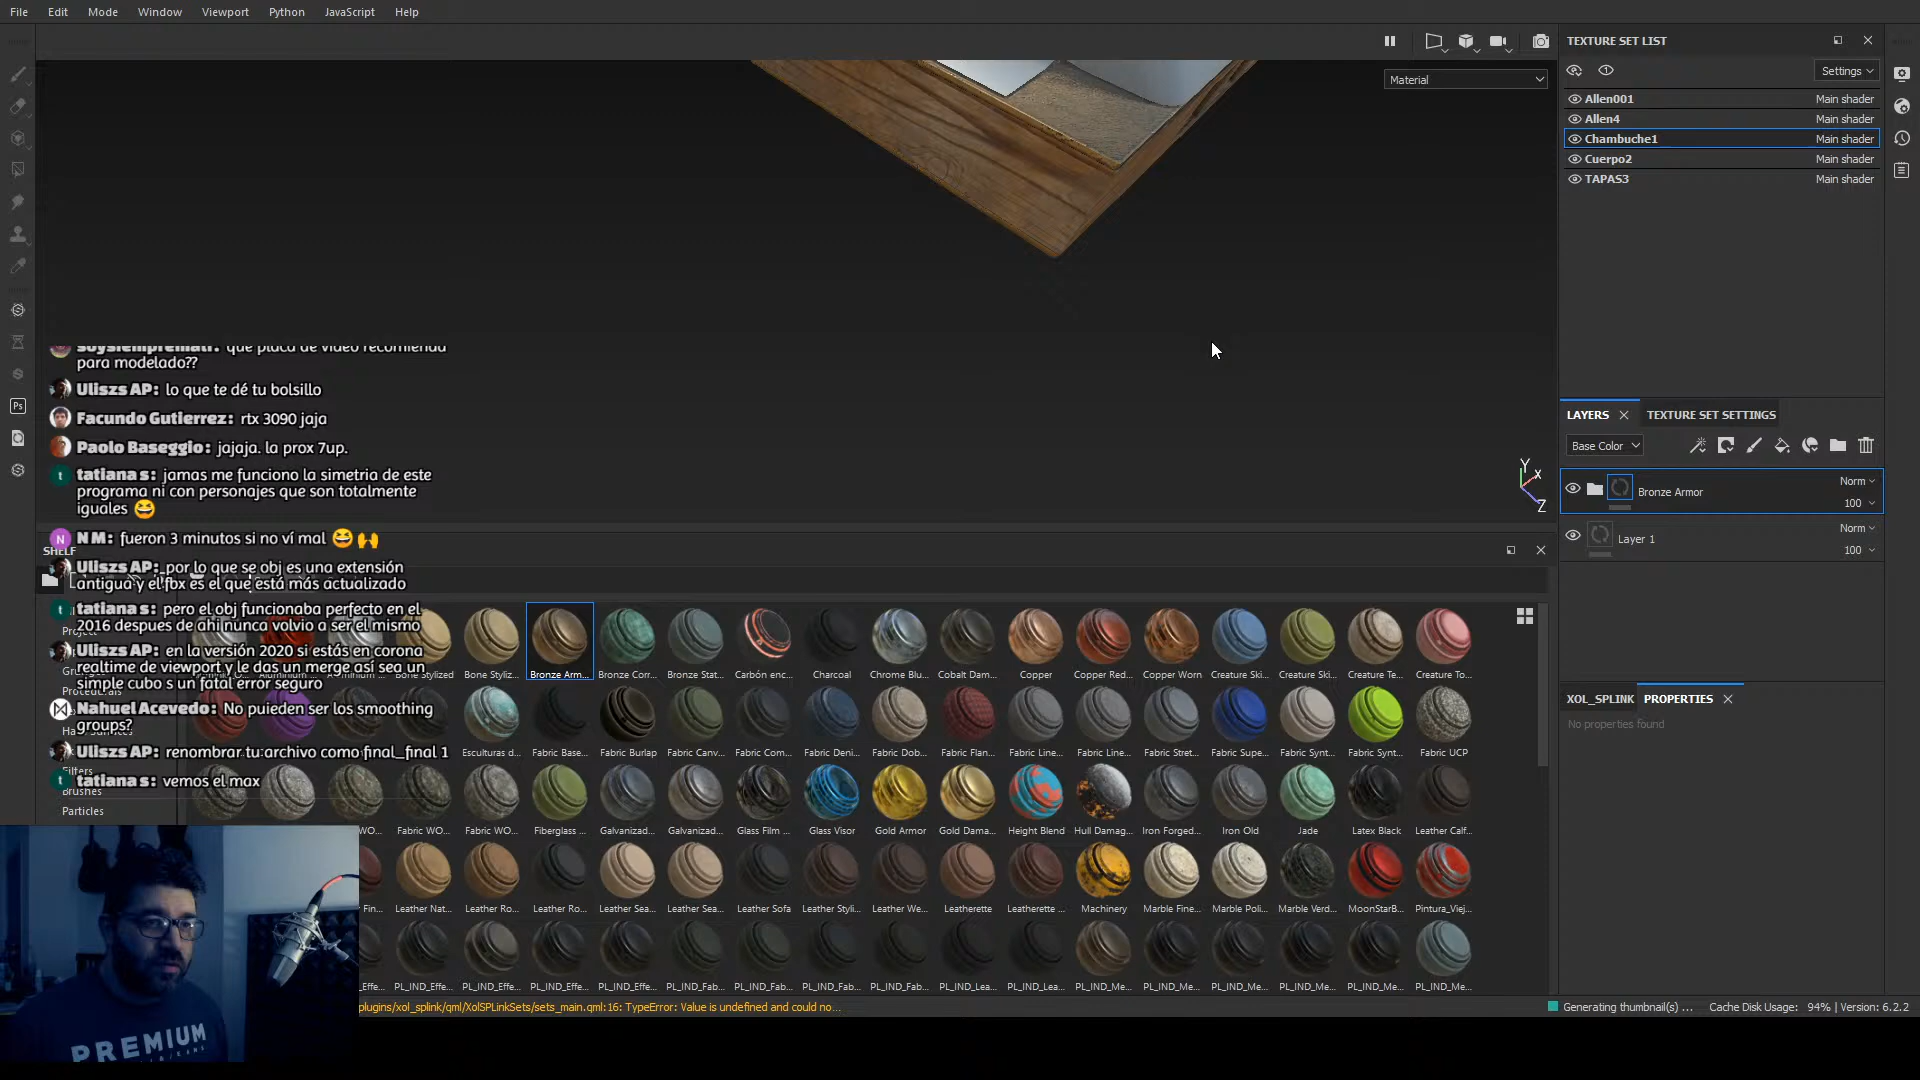 File Edit Mode Window Viewport Python JavaScript Help
TEXTURE SET LIST
Material
Settings
Allen001 Main shader
Allen4 Main shader
Chambuche1 Main shader
Cuerpo2 Main shader
TAPAS3 Main shader
soysiempremati: que placa de video recomienda
para modelado??
Uliszs AP: lo que te dé tu bolsillo
Facundo Gutierrez: rtx 3090 jaja
Paolo Baseggio: jajaja. la prox 7up.
tatiana s: jamas me funciono la simetria de este
programa ni con personajes que son totalmente
iguales 😆
N M: fueron 3 minutos si no ví mal 😆 🙌
SHELF
Uliszs AP: por lo que se obj es una extensión
antigua y el fbx es el que está más actualizado
tatiana s: pero el obj funcionaba perfecto en el
2016 despues de ahi nunca volvio a ser el mismo
Uliszs AP: en la versión 2020 si estás en corona
realtime de viewport y le das un merge así sea un
simple cubo s un fatal error seguro
Nahuel Acevedo: No puieden ser los smoothing
groups?
Uliszs AP: renombrar tu archivo como final_final 1
tatiana s: vemos el max
Brushes
Particles
Y
X
Z
LAYERS TEXTURE SET SETTINGS
Base Color
Bronze Armor Norm 100
Layer 1 Norm 100
XOL_SPLINK PROPERTIES
No properties found
Bone Styliz... Bronze Arm... Bronze Corr... Bronze Stat... Carbón enc... Charcoal Chrome Blu... Cobalt Dam... Copper Copper Red... Copper Worn Creature Ski... Creature Ski... Creature Te... Creature To...
Esculturas d... Fabric Base... Fabric Burlap Fabric Canv... Fabric Com... Fabric Deni... Fabric Dob... Fabric Flan... Fabric Line... Fabric Line... Fabric Stret... Fabric Supe... Fabric Synt... Fabric Synt... Fabric UCP
Fabric WO... Fabric WO... Fiberglass ... Galvanizad... Galvanizad... Glass Film ... Glass Visor Gold Armor Gold Dama... Height Blend Hull Damag... Iron Forged... Iron Old Jade Latex Black Leather Calf...
Leather Nat... Leather Ro... Leather Ro... Leather Sea... Leather Sea... Leather Sofa Leather Styli... Leather We... Leatherette Leatherette ... Machinery Marble Fine... Marble Poli... Marble Verd... MoonStarB... Pintura_Viej...
PL_IND_Effe... PL_IND_Effe... PL_IND_Effe... PL_IND_Effe... PL_IND_Fab... PL_IND_Fab... PL_IND_Fab... PL_IND_Fab... PL_IND_Lea... PL_IND_Lea... PL_IND_Me... PL_IND_Me... PL_IND_Me... PL_IND_Me... PL_IND_Me... PL_IND_Me...
plugins/xol_splink/qml/XolSPLinkSets/sets_main.qml:16: TypeError: Value is undefined and could no...
Generating thumbnail(s) ... Cache Disk Usage: 94% | Version: 6.2.2
PREMIUM